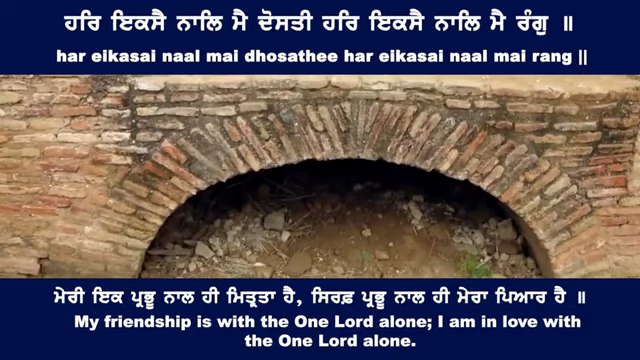 ਹਰਿ ਇਕਸੈ ਨਾਲਿ ਮੈ ਦੋਸਤੀ ਹਰਿ ਇਕਸੈ ਨਾਲਿ ਮੈ ਰੰਗੁ ॥
har eikasai naal mai dhosathee har eikasai naal mai rang ||
ਮੇਰੀ ਇਕ ਪ੍ਰਭੂ ਨਾਲ ਹੀ ਮਿਤ੍ਰਤਾ ਹੈ, ਸਿਰਫ਼ ਪ੍ਰਭੂ ਨਾਲ ਹੀ ਮੇਰਾ ਪਿਆਰ ਹੈ ॥
My friendship is with the One Lord alone; I am in love with
the One Lord alone.